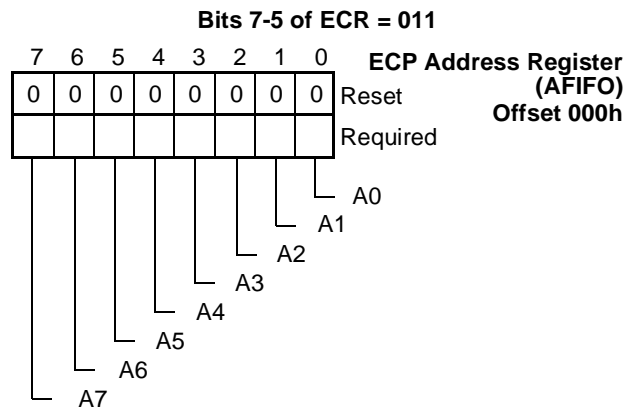 Bits 7-5 of ECR = 011
7 6 5 4 3 2 1 0
ECP Address Register
(AFIFO)
Offset 000h
0 0 0 0 0 0 0 0 Reset
Required
A0
A1
A2
A3
A4
A5
A6
A7